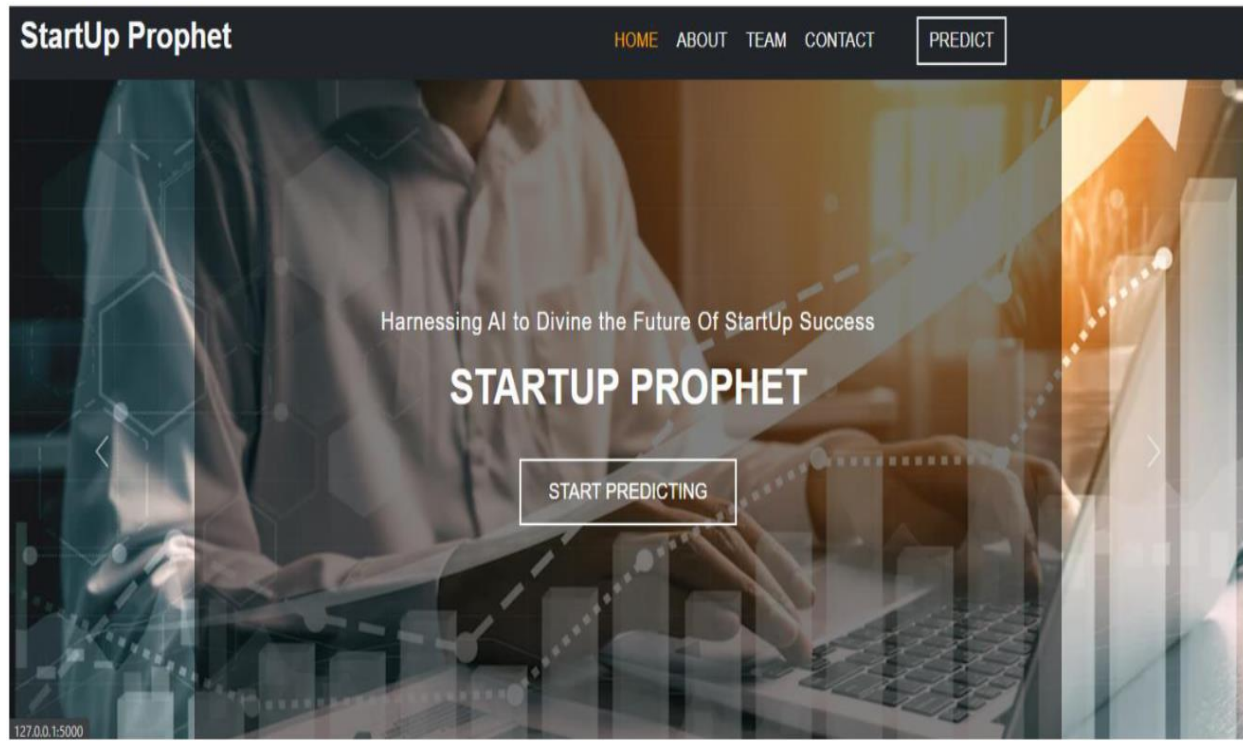 StartUp Prophet
HOME ABOUT TEAM CONTACT PREDICT
Harnessing AI to Divine the Future Of StartUp Success
STARTUP PROPHET
START PREDICTING
127.0.0.1:5000